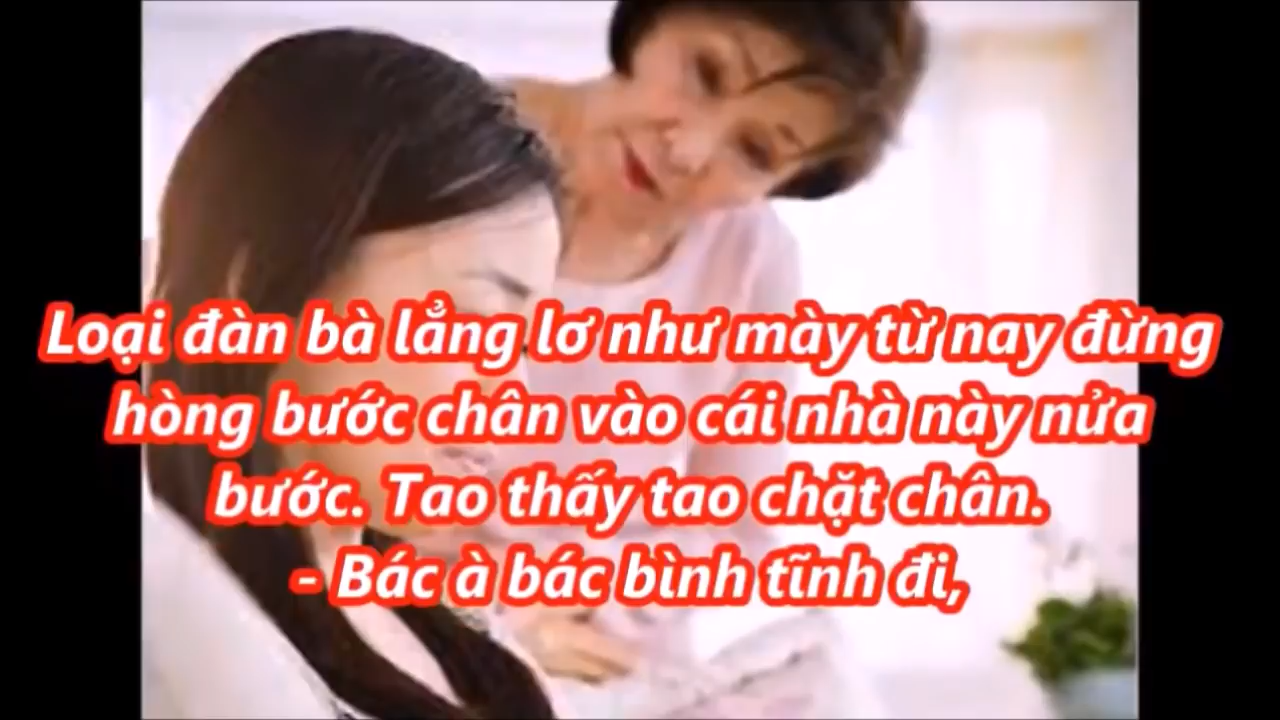 Loại đàn bà lẳng lơ như mày từ nay đừng
hòng bước chân vào cái nhà này nửa
bước. Tao thấy tao chặt chân.
- Bác à bác bình tĩnh đi,